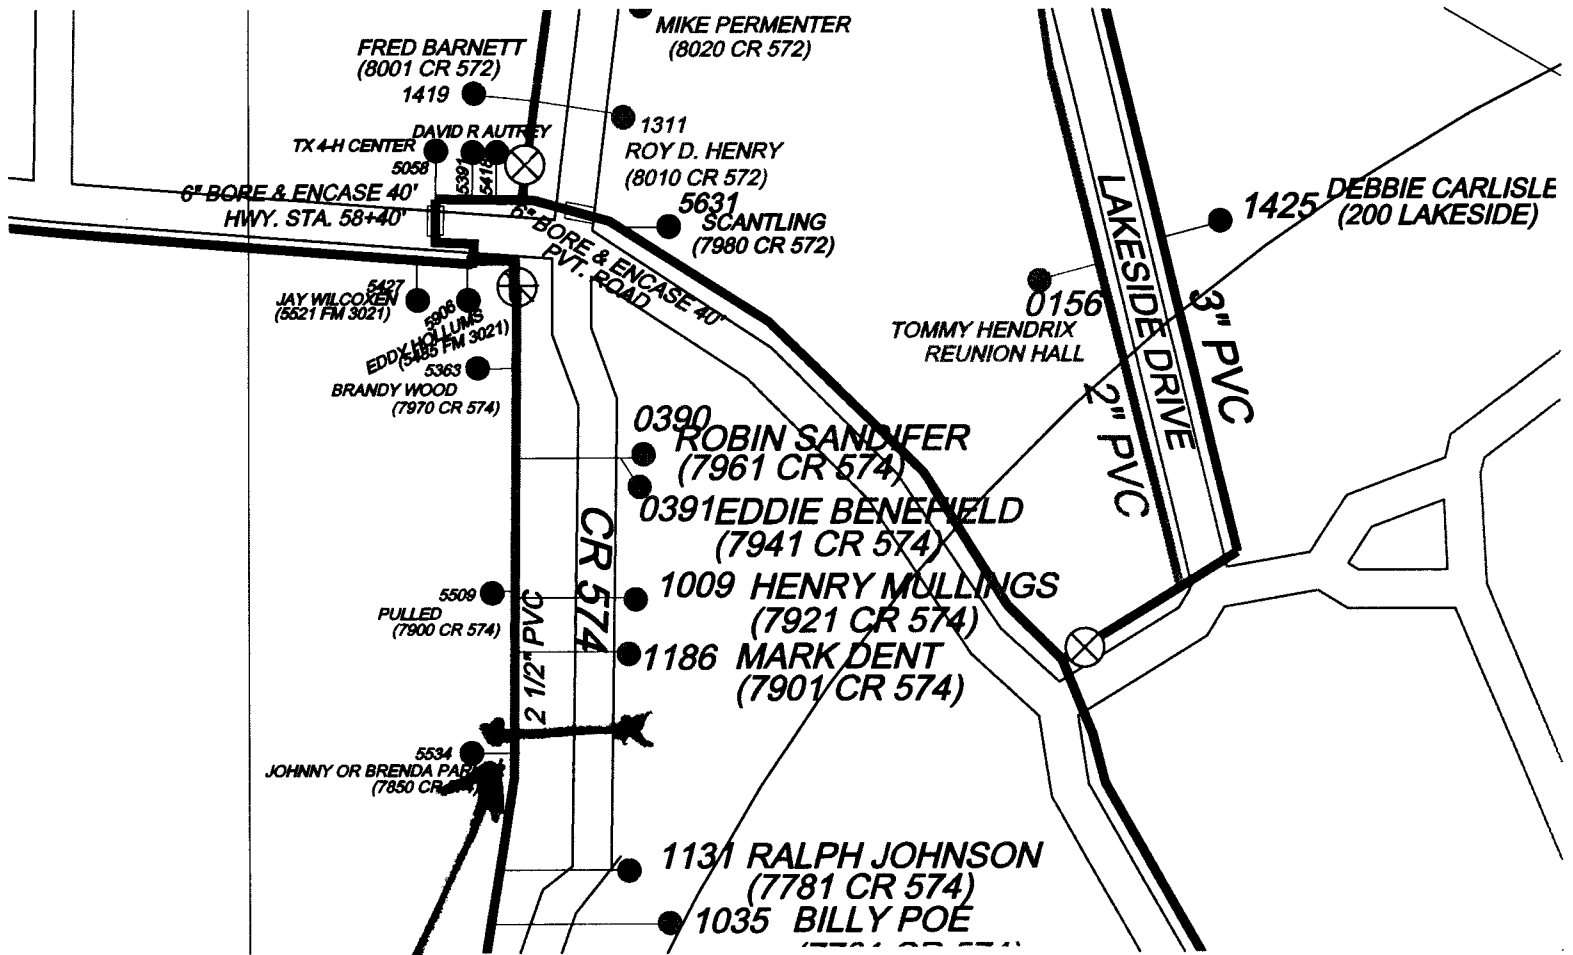 MIKE PERMENTER
(8020 CR 572)
FRED BARNETT
(8001 CR 572)
1419
1311
ROY D. HENRY
(8010 CR 572)
DAVID R AUTREY
TX 4-H CENTER
5058
5391
5418
6" BORE & ENCASE 40'
HWY. STA. 58+40'
5631
SCANTLING
(7980 CR 572)
6" BORE & ENCASE 40'
PVT. ROAD
1425
DEBBIE CARLISLE
(200 LAKESIDE)
LAKESIDE DRIVE
3" PVC
2" PVC
0156
TOMMY HENDRIX
REUNION HALL
5427
JAY WILCOXEN
(5521 FM 3021)
5906
EDDY HOLLUMS
(5485 FM 3021)
5363
BRANDY WOOD
(7970 CR 574)
0390
ROBIN SANDIFER
(7961 CR 574)
0391
EDDIE BENEFIELD
(7941 CR 574)
CR 574
1009 HENRY MULLINGS
(7921 CR 574)
5509
PULLED
(7900 CR 574)
2 1/2" PVC
1186 MARK DENT
(7901 CR 574)
5534
JOHNNY OR BRENDA
(7850 CR
1131 RALPH JOHNSON
(7781 CR 574)
1035 BILLY POE